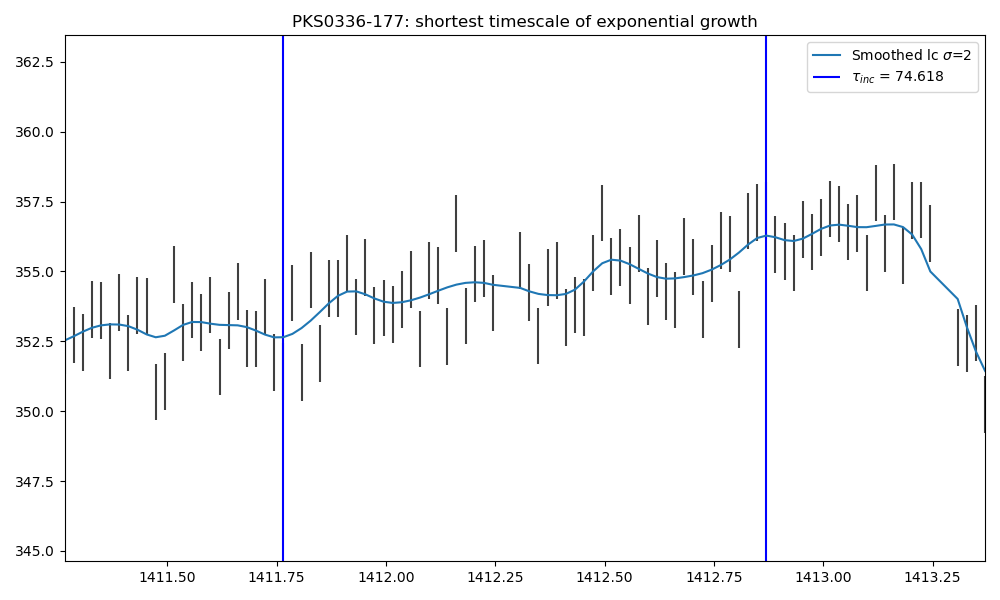 PKS0336-177: shortest timescale of exponential growth
Smoothed lc σ=2
τinc = 74.618
362.5
360.0
357.5
355.0
352.5
350.0
347.5
345.0
1411.50 1411.75 1412.00 1412.25 1412.50 1412.75 1413.00 1413.25